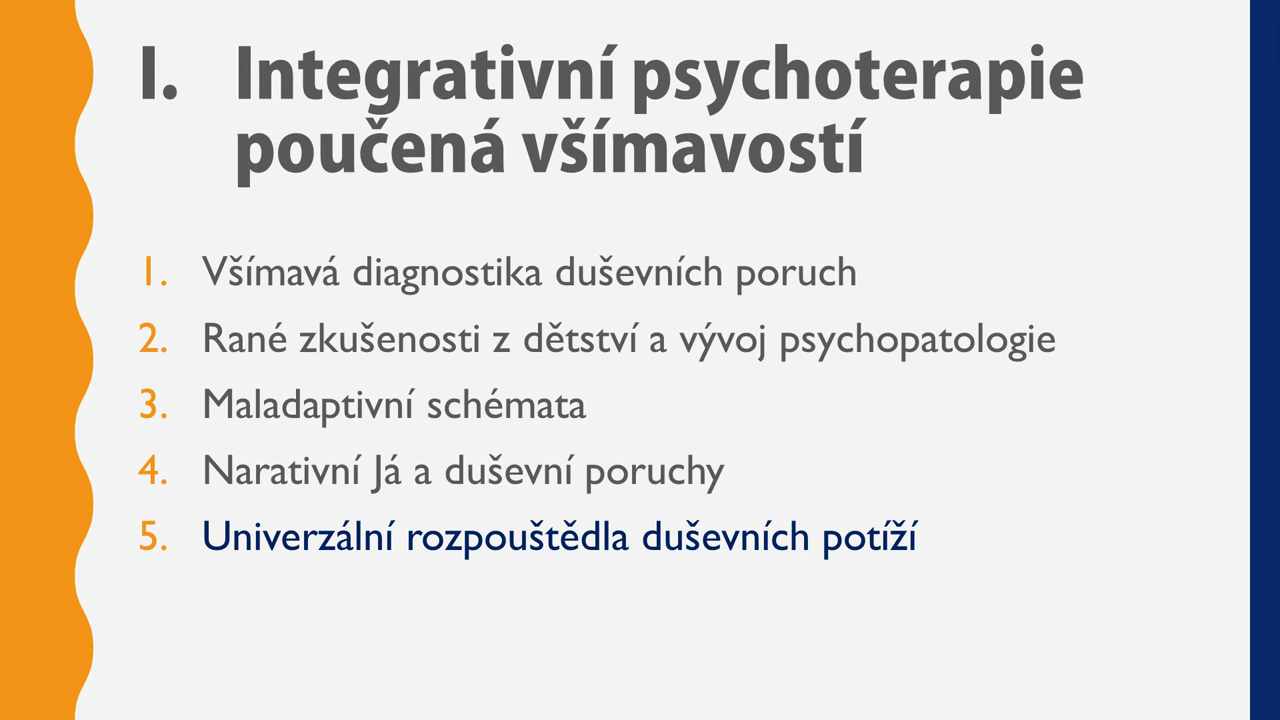 I. Integrativní psychoterapie
poučená všímavostí
1. Všímavá diagnostika duševních poruch
2. Rané zkušenosti z dětství a vývoj psychopatologie
3. Maladaptivní schémata
4. Narativní Já a duševní poruchy
5. Univerzální rozpouštědla duševních potíží